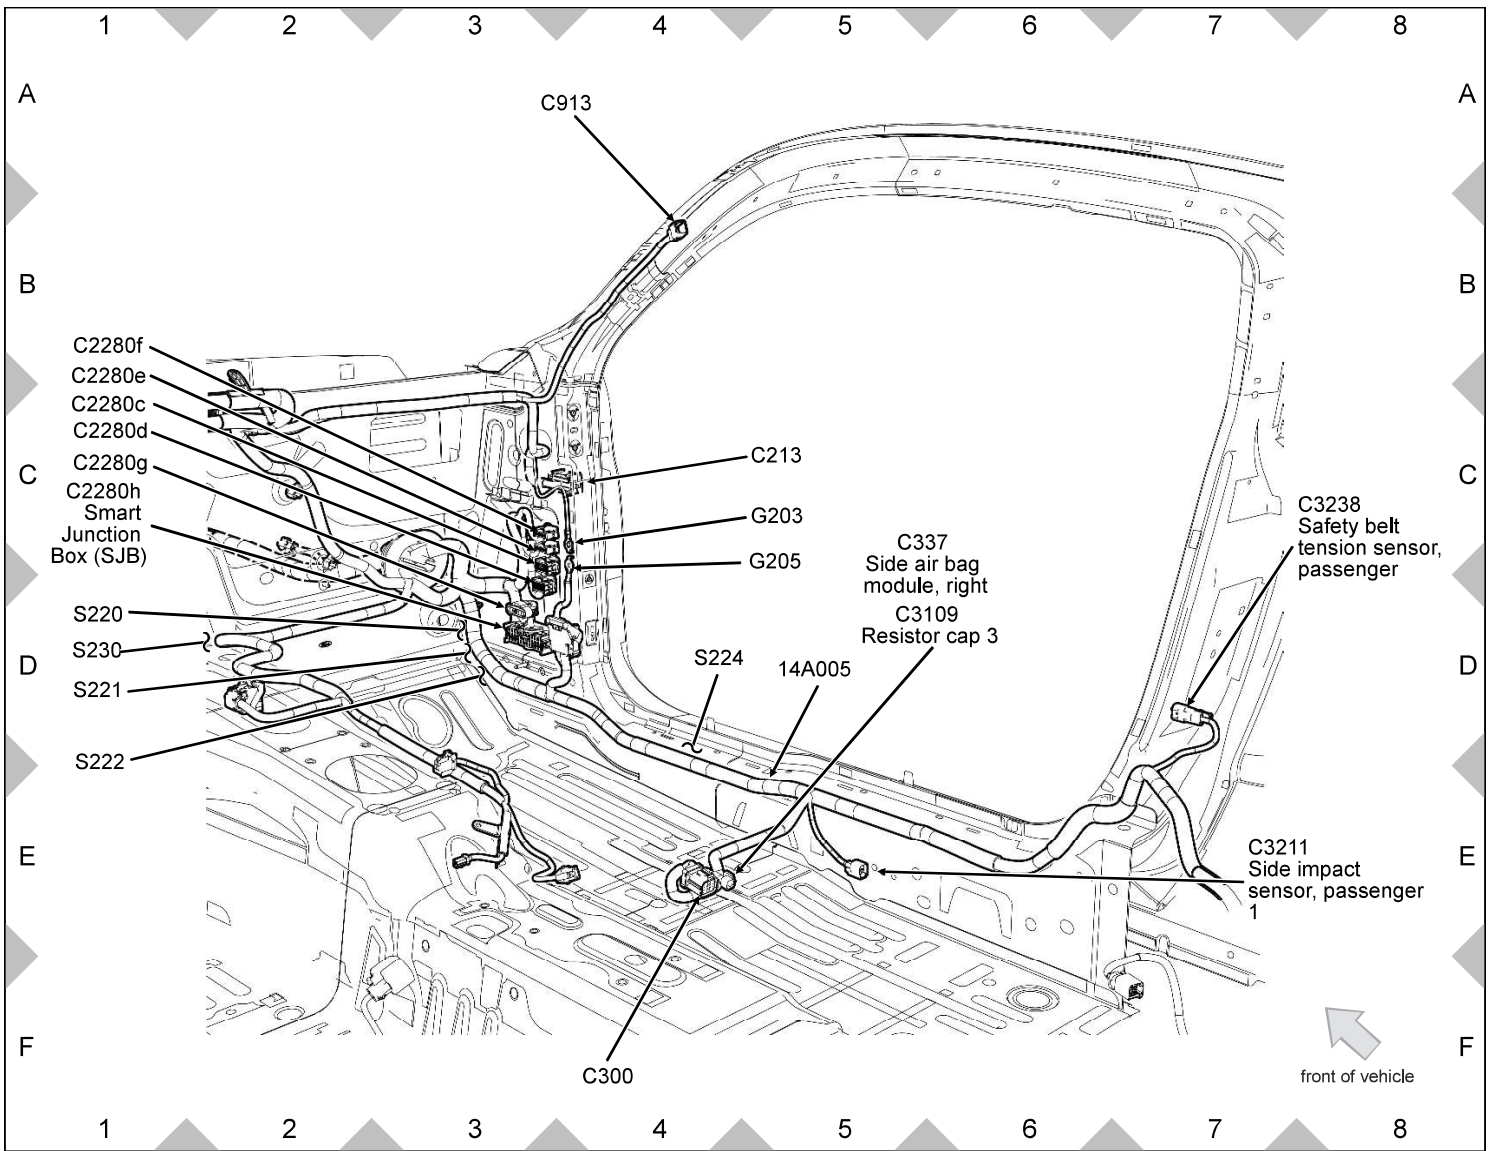 1 2 3 4 5 6 7 8
A A
C913
B B
C2280f
C2280e
C2280c
C2280d
C2280g
C2280h
Smart
Junction
Box (SJB)
C C
C213
G203
G205
C337
Side air bag
module, right
C3109
Resistor cap 3
C3238
Safety belt
tension sensor,
passenger
S220
S230
S221
S222
D D
S224
14A005
E E
C3211
Side impact
sensor, passenger
1
F F
C300
front of vehicle
1 2 3 4 5 6 7 8